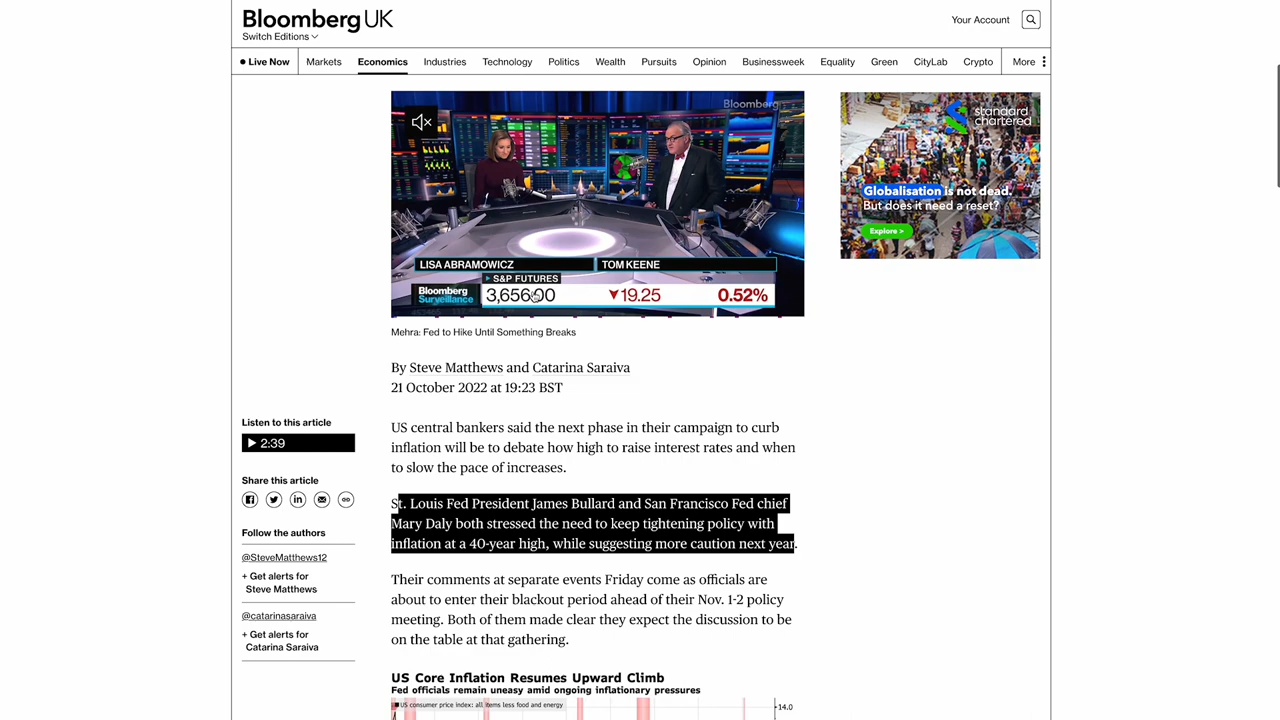 Bloomberg UK
Switch Editions
Your Account
Live Now
Markets
Economics
Industries
Technology
Politics
Wealth
Pursuits
Opinion
Businessweek
Equality
Green
CityLab
Crypto
More
Bloomberg
LISA ABRAMOWICZ
TOM KEENE
S&P FUTURES
Bloomberg
Surveillance
3,656.00
19.25
0.52%
standard
chartered
Globalisation is not dead.
But does it need a reset?
Explore >
Mehra: Fed to Hike Until Something Breaks
By Steve Matthews and Catarina Saraiva
21 October 2022 at 19:23 BST
Listen to this article
2:39
Share this article
Follow the authors
@SteveMatthews12
+ Get alerts for
Steve Matthews
@catarinasaraiva
+ Get alerts for
Catarina Saraiva
US central bankers said the next phase in their campaign to curb
inflation will be to debate how high to raise interest rates and when
to slow the pace of increases.
St. Louis Fed President James Bullard and San Francisco Fed chief
Mary Daly both stressed the need to keep tightening policy with
inflation at a 40-year high, while suggesting more caution next year.
Their comments at separate events Friday come as officials are
about to enter their blackout period ahead of their Nov. 1-2 policy
meeting. Both of them made clear they expect the discussion to be
on the table at that gathering.
US Core Inflation Resumes Upward Climb
Fed officials remain uneasy amid ongoing inflationary pressures
US consumer price index: all items less food and energy
14.0